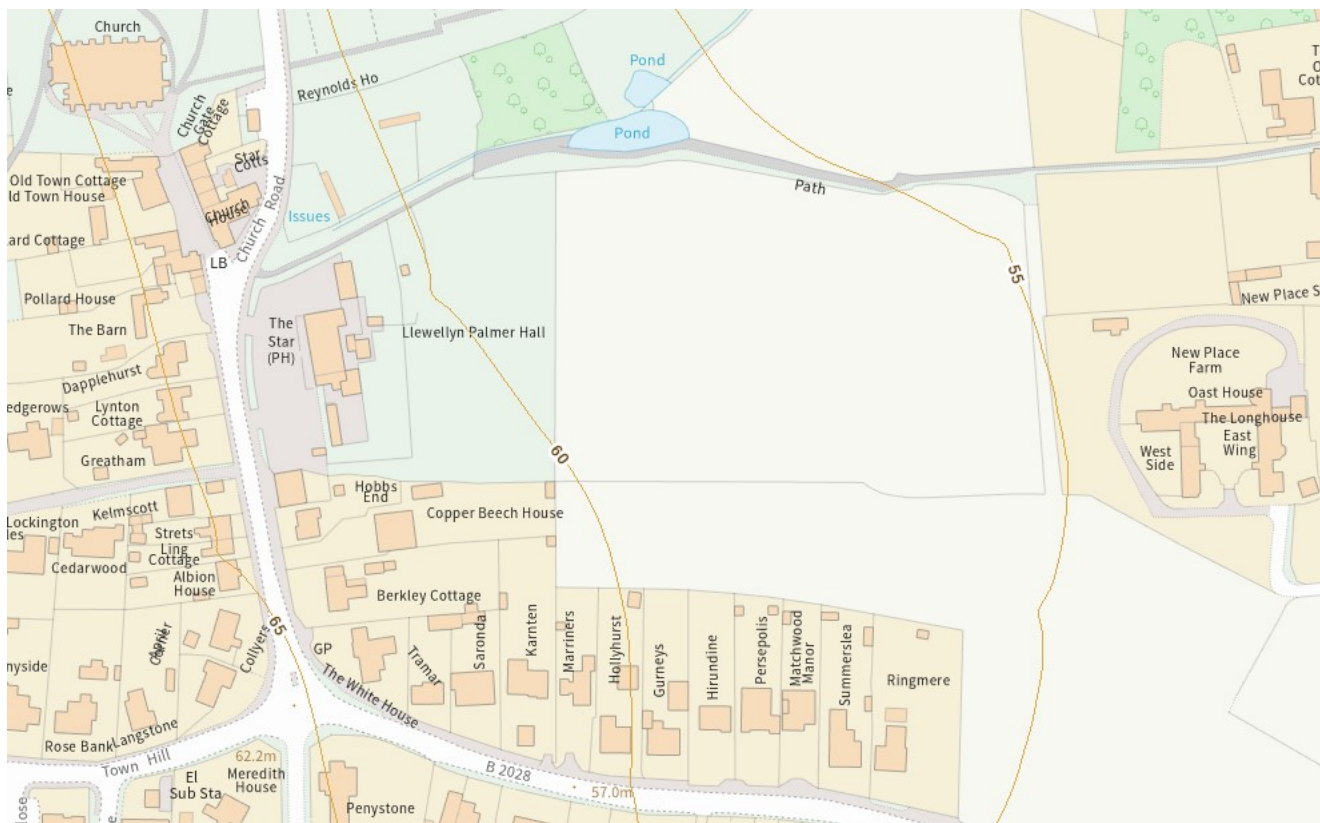 Church
Reynolds Ho
Pond
Pond
Church
Gate
Cottage
Star
Cotts
Church
House
Church Road
Path
Old Town Cottage
ld Town House
Issues
ard Cottage
LB
55
New Place S
Pollard House
The Barn
The
Star
(PH)
Llewellyn Palmer Hall
New Place
Farm
Dapplehurst
Oast House
edgerows
Lynton
Cottage
The Longhouse
East
Wing
West
Side
Greatham
60
Hobbs
End
Kelmscott
Copper Beech House
Lockington
les
Strets
Ling
Cottage
Cedarwood
Albion
House
Berkley Cottage
65
April
Corner
Collyers
GP
Tramar
Saronda
Karnten
Marriners
Hollyhurst
Gurneys
Hirundine
Persepolis
Matchwood
Manor
Summerslea
Ringmere
nyside
The White House
Rose Bank
Langstone
Town Hill
62.2m
B 2028
57.0m
El
Sub Sta
Meredith
House
Penystone
lose